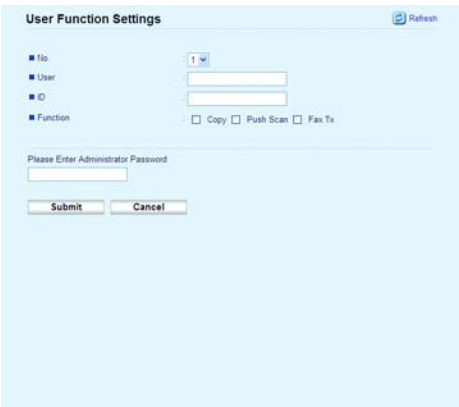 User Function Settings
Refresh
No. : 1
User :
ID :
Function : Copy Push Scan Fax Tx
Please Enter Administrator Password
Submit Cancel